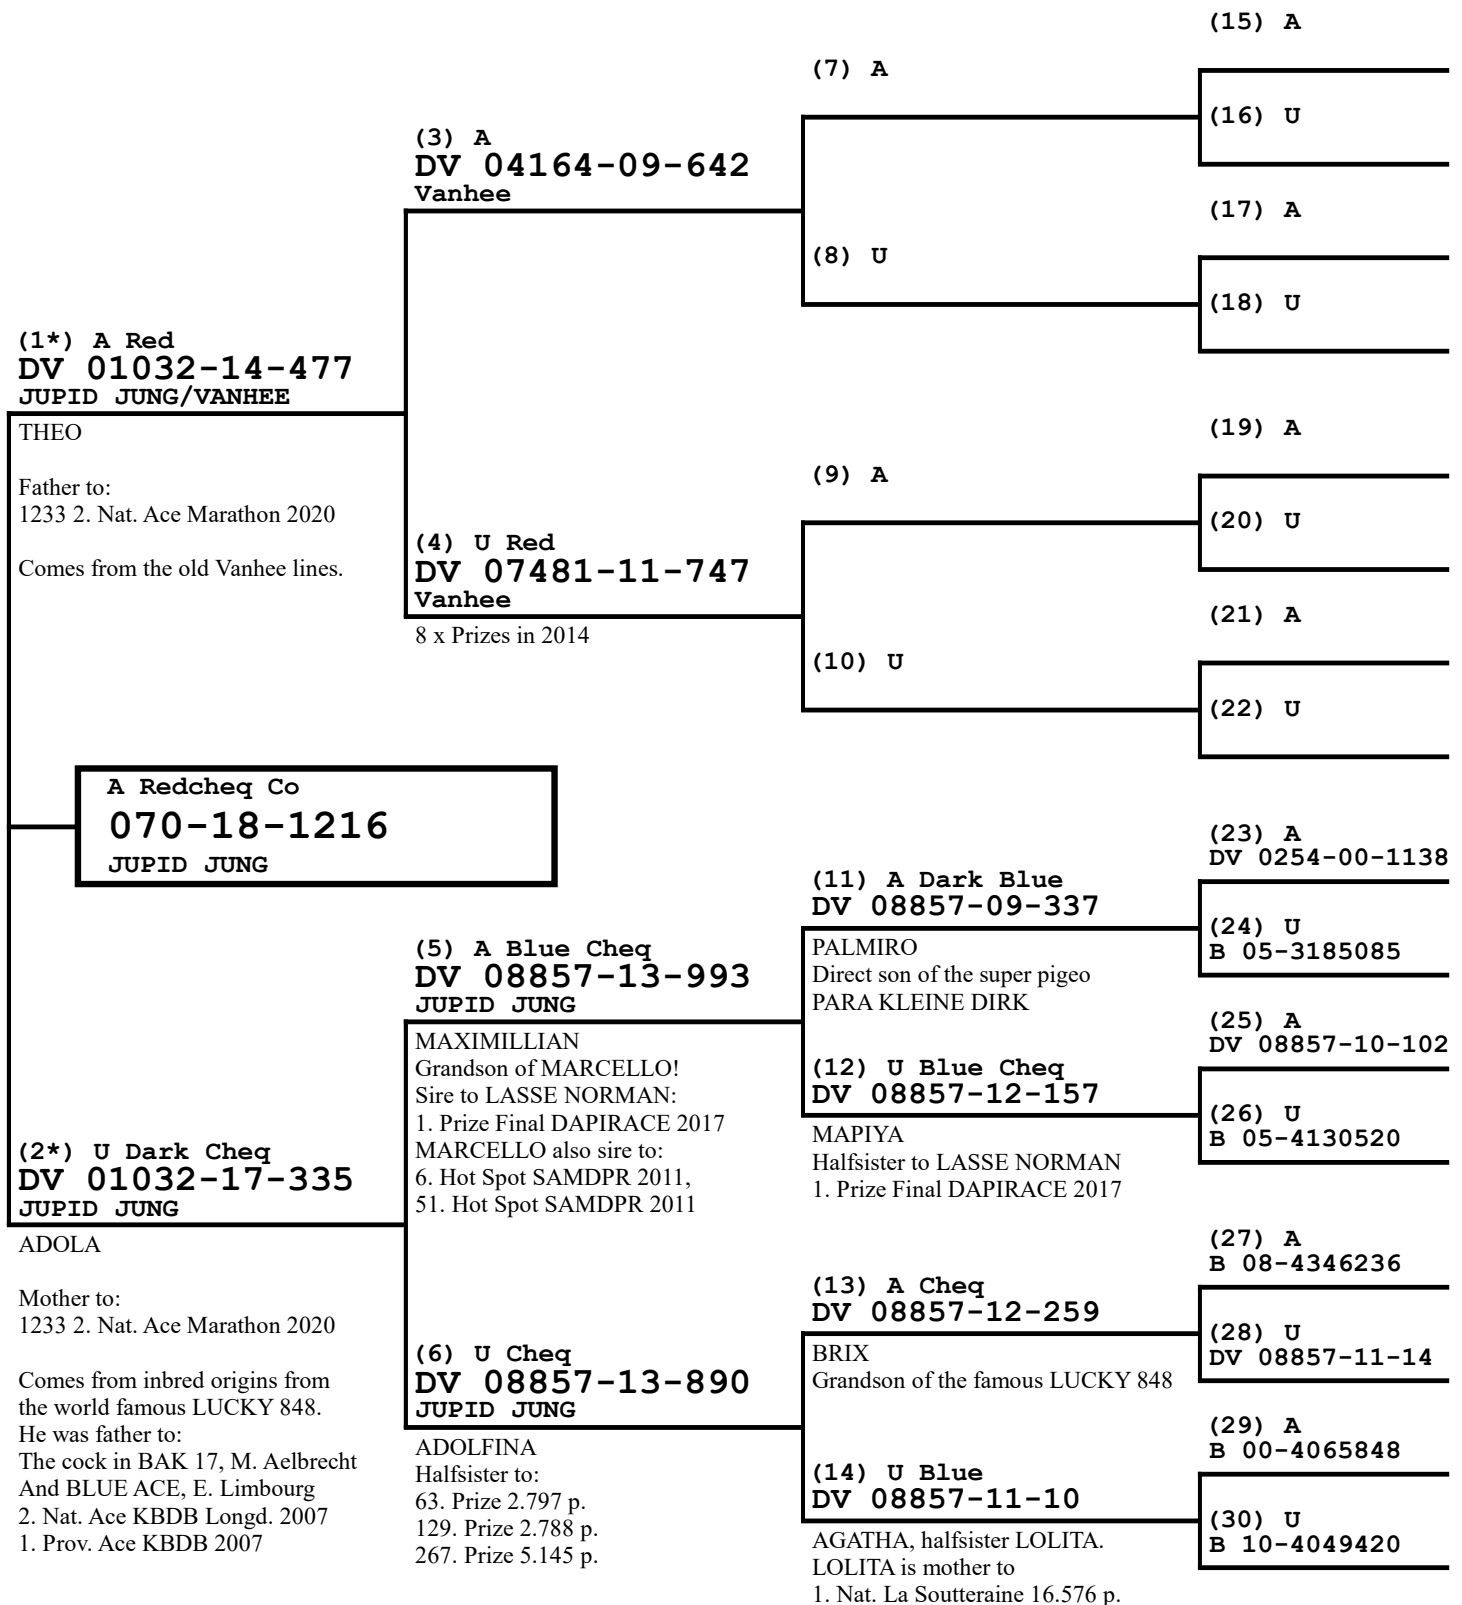 (1*) A Red
DV 01032-14-477
JUPID JUNG/VANHEE
THEO
Father to:
1233 2. Nat. Ace Marathon 2020
Comes from the old Vanhee lines.
A Redcheq Co
070-18-1216
JUPID JUNG
(2*) U Dark Cheq
DV 01032-17-335
JUPID JUNG
ADOLA
Mother to:
1233 2. Nat. Ace Marathon 2020
Comes from inbred origins from
the world famous LUCKY 848.
He was father to:
The cock in BAK 17, M. Aelbrecht
And BLUE ACE, E. Limbourg
2. Nat. Ace KBDB Longd. 2007
1. Prov. Ace KBDB 2007
(3) A
DV 04164-09-642
Vanhee
(4) U Red
DV 07481-11-747
Vanhee
8 x Prizes in 2014
(5) A Blue Cheq
DV 08857-13-993
JUPID JUNG
MAXIMILLIAN
Grandson of MARCELLO!
Sire to LASSE NORMAN:
1. Prize Final DAPIRACE 2017
MARCELLO also sire to:
6. Hot Spot SAMDPR 2011,
51. Hot Spot SAMDPR 2011
(6) U Cheq
DV 08857-13-890
JUPID JUNG
ADOLFINA
Halfsister to:
63. Prize 2.797 p.
129. Prize 2.788 p.
267. Prize 5.145 p.
(7) A
(8) U
(9) A
(10) U
(11) A Dark Blue
DV 08857-09-337
PALMIRO
Direct son of the super pigeo
PARA KLEINE DIRK
(12) U Blue Cheq
DV 08857-12-157
MAPIYA
Halfsister to LASSE NORMAN
1. Prize Final DAPIRACE 2017
(13) A Cheq
DV 08857-12-259
BRIX
Grandson of the famous LUCKY 848
(14) U Blue
DV 08857-11-10
AGATHA, halfsister LOLITA.
LOLITA is mother to
1. Nat. La Soutteraine 16.576 p.
(15) A
(16) U
(17) A
(18) U
(19) A
(20) U
(21) A
(22) U
(23) A
DV 0254-00-1138
(24) U
B 05-3185085
(25) A
DV 08857-10-102
(26) U
B 05-4130520
(27) A
B 08-4346236
(28) U
DV 08857-11-14
(29) A
B 00-4065848
(30) U
B 10-4049420